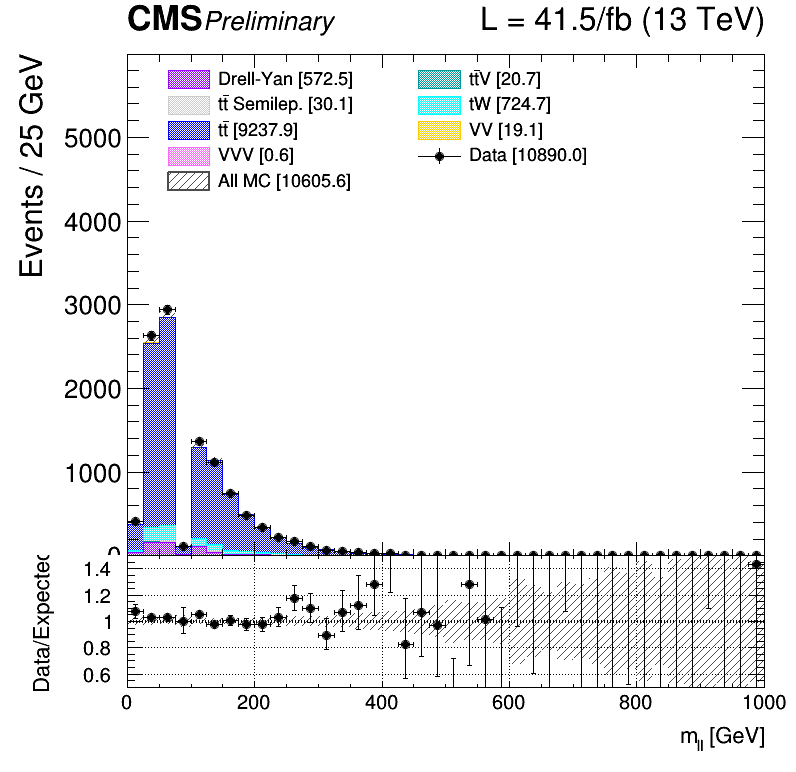 CMS Preliminary L = 41.5/fb (13 TeV)
Events / 25 GeV
Drell-Yan [572.5]
tt̄ Semilep. [30.1]
tt̄ [9237.9]
VVV [0.6]
All MC [10605.6]
tt̄V [20.7]
tW [724.7]
VV [19.1]
Data [10890.0]
5000
4000
3000
2000
1000
0
Data/Expected
1.4
1.2
1
0.8
0.6
0 200 400 600 800 1000
m_ll [GeV]